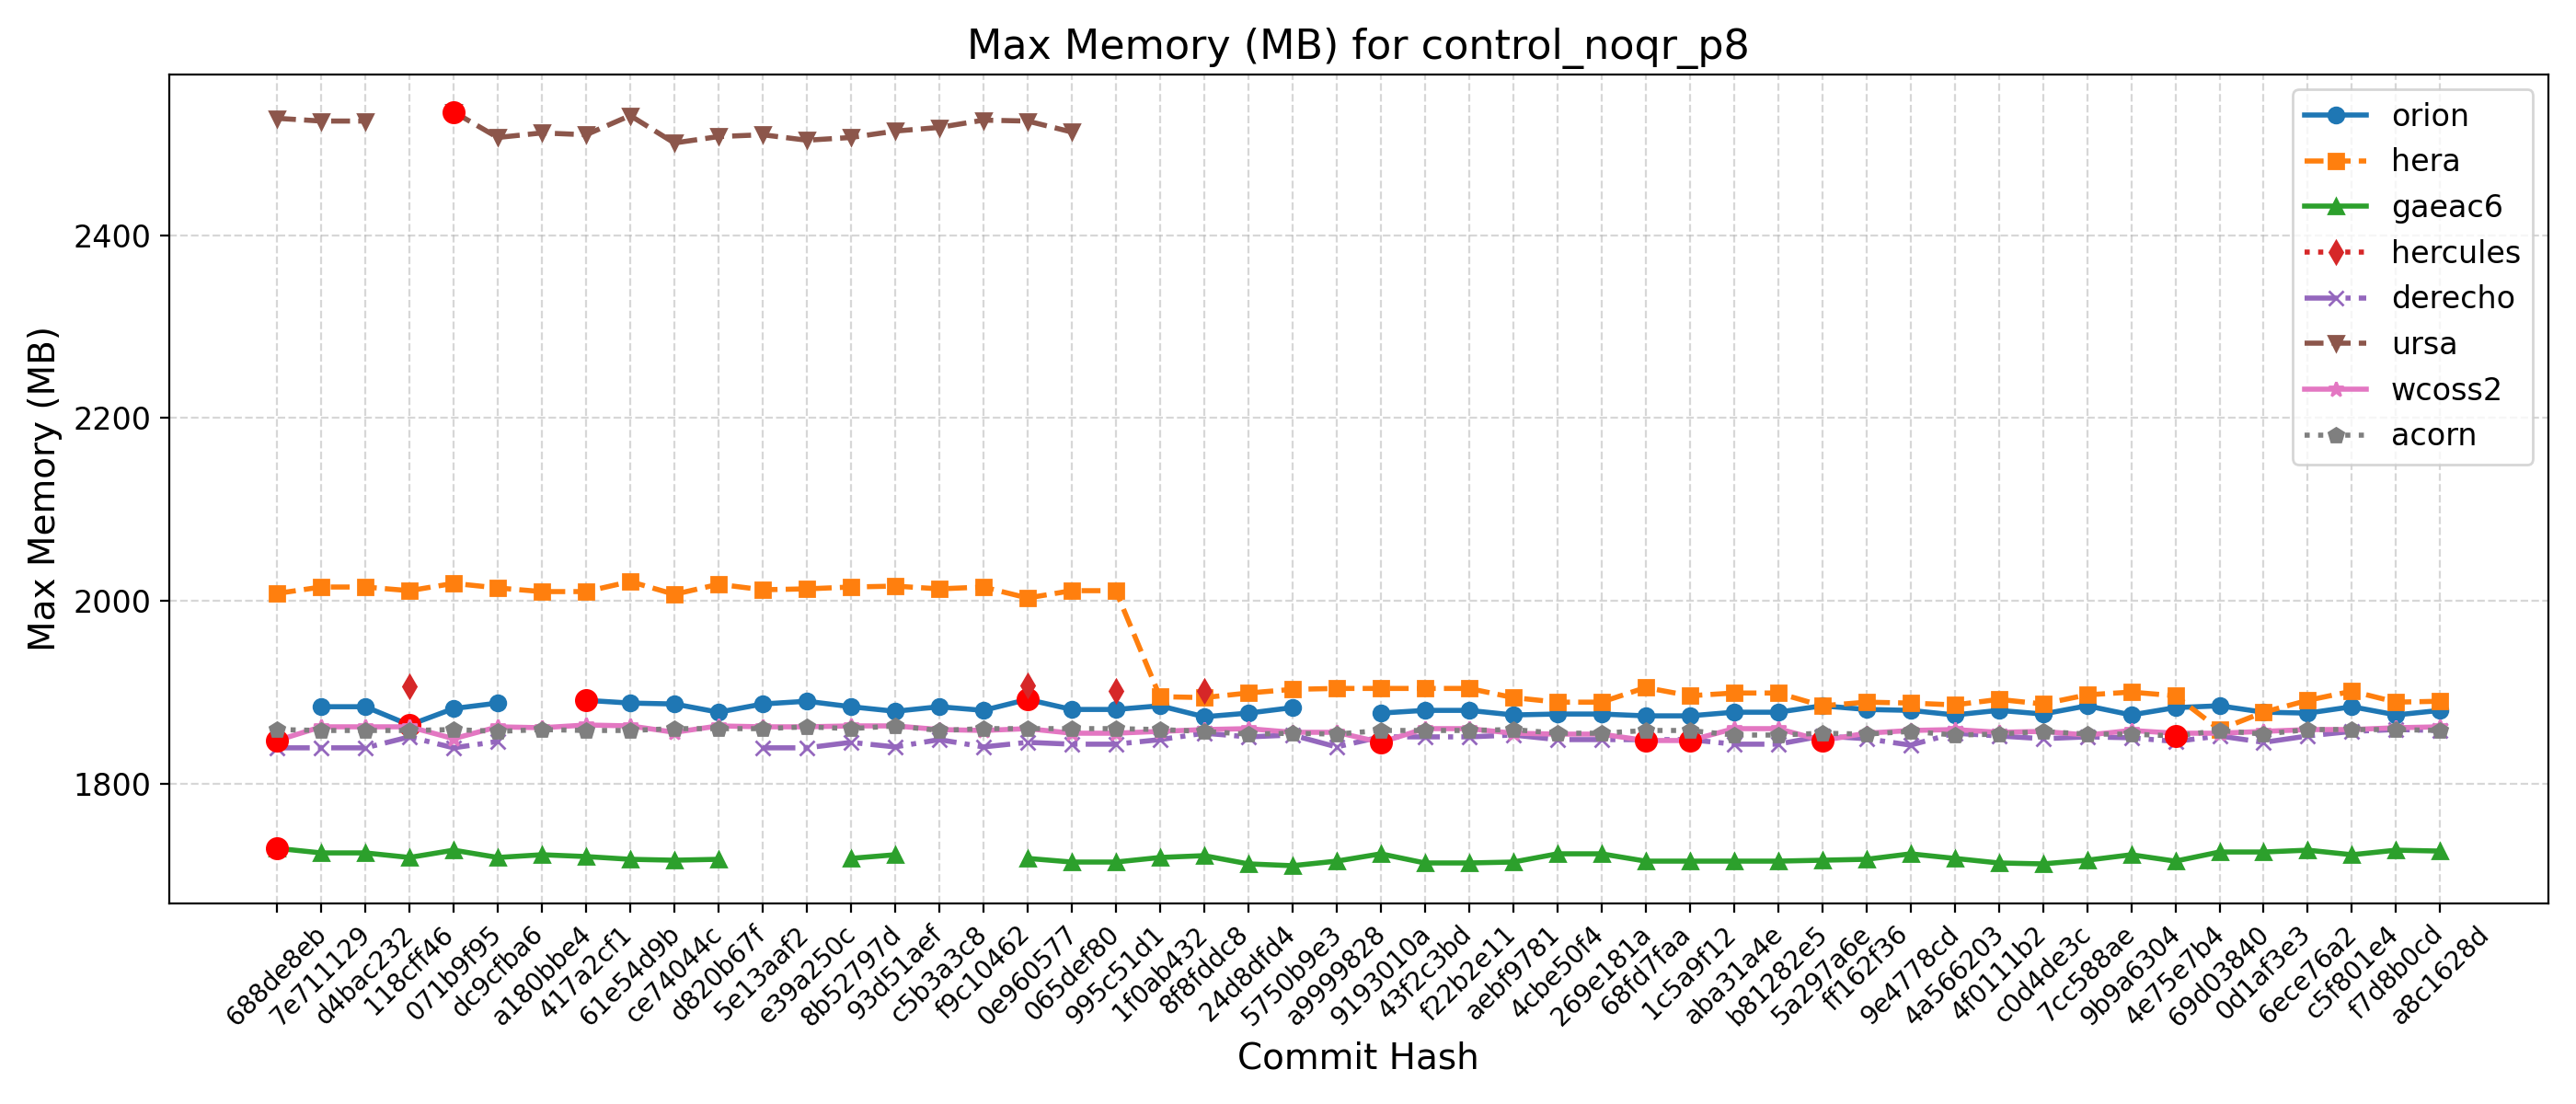 Max Memory (MB) for control_noqr_p8
Max Memory (MB)
2400
2200
2000
1800
orion
hera
gaeac6
hercules
derecho
ursa
wcoss2
acorn
688de8eb
7e711129
d4bac232
118cff46
071b9f95
dc9cfba6
a180bbe4
417a2cf1
61e54d9b
ce74044c
d820b67f
5e13aaf2
e39a250c
8b52797d
93d51aef
c5b3a3c8
f9c10462
0e960577
065def80
995c51d1
1f0ab432
8f8fddc8
24d8dfd4
5750b9e3
a9999828
9193010a
43f2c3bd
f22b2e11
aebf9781
4cbe50f4
269e181a
68fd7faa
1c5a9f12
aba31a4e
b81282e5
5a297a6e
ff162f36
9e4778cd
4a566203
4f0111b2
c0d4de3c
7cc588ae
9b9a6304
4e75e7b4
69d03840
0d1af3e3
6ece76a2
c5f801e4
f7d8b0cd
a8c1628d
Commit Hash